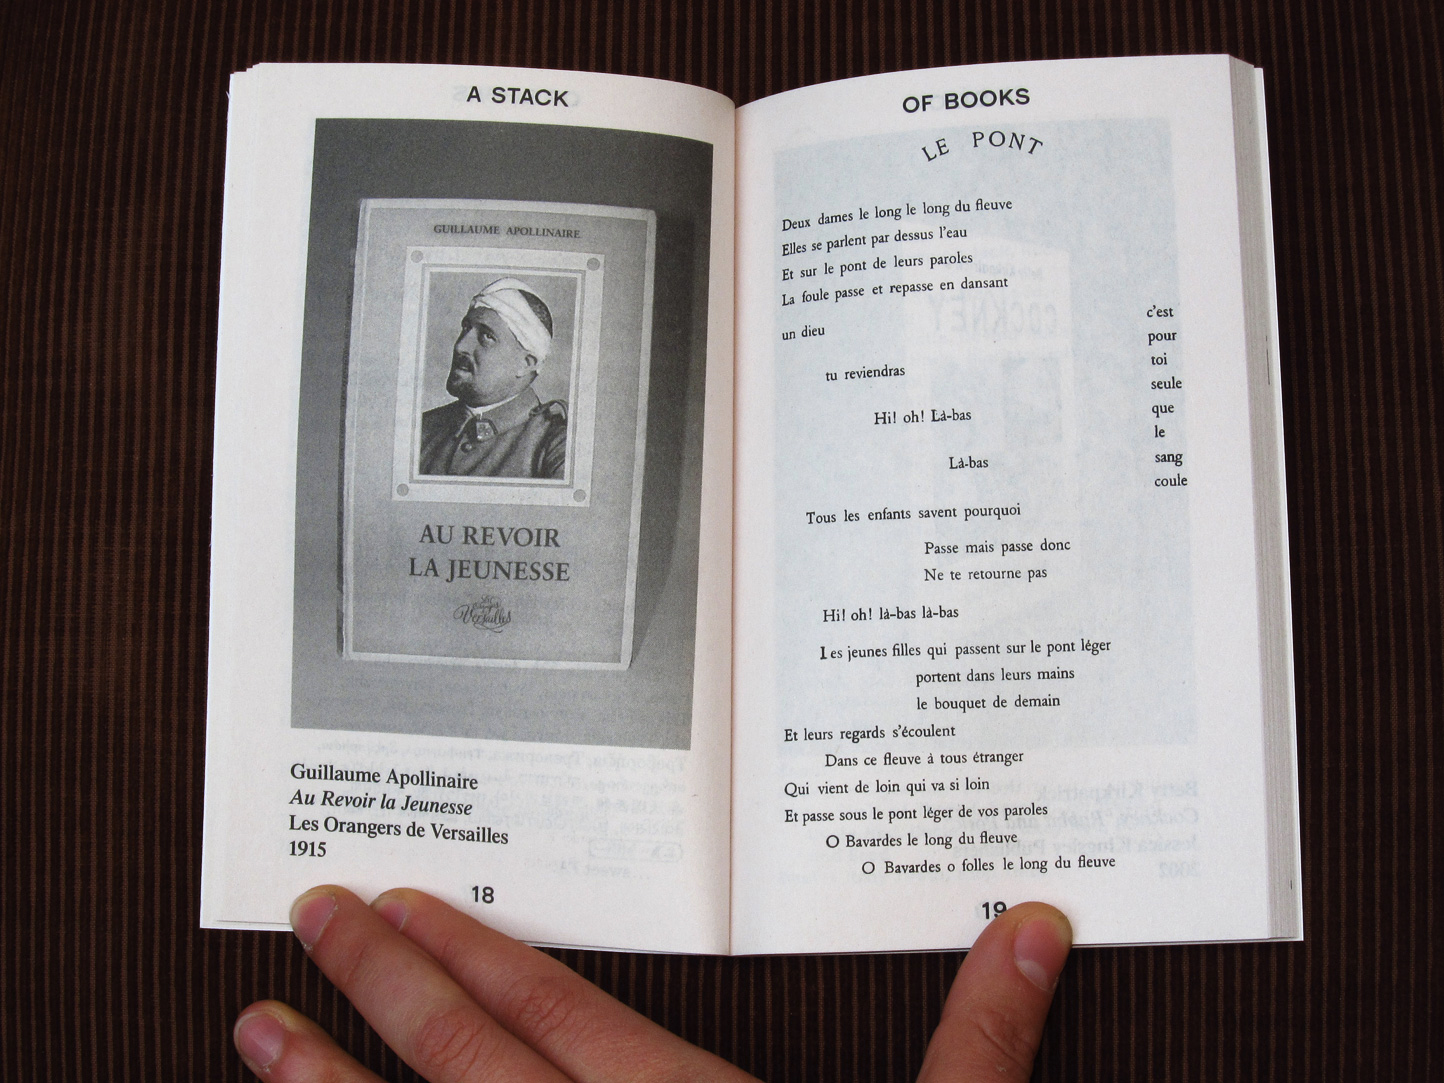 A STACK
GUILLAUME APOLLINAIRE
AU REVOIR
LA JEUNESSE
Les
Orangers
de
Versailles
Guillaume Apollinaire
Au Revoir la Jeunesse
Les Orangers de Versailles
1915
18
OF BOOKS
LE PONT
Deux dames le long le long du fleuve
Elles se parlent par dessus l'eau
Et sur le pont de leurs paroles
La foule passe et repasse en dansant
un dieu
tu reviendras
Hi! oh! Là-bas
Là-bas
c'est
pour
toi
seule
que
le
sang
coule
Tous les enfants savent pourquoi
Passe mais passe donc
Ne te retourne pas
Hi! oh! là-bas là-bas
Les jeunes filles qui passent sur le pont léger
portent dans leurs mains
le bouquet de demain
Et leurs regards s'écoulent
Dans ce fleuve à tous étranger
Qui vient de loin qui va si loin
Et passe sous le pont léger de vos paroles
O Bavardes le long du fleuve
O Bavardes o folles le long du fleuve
19